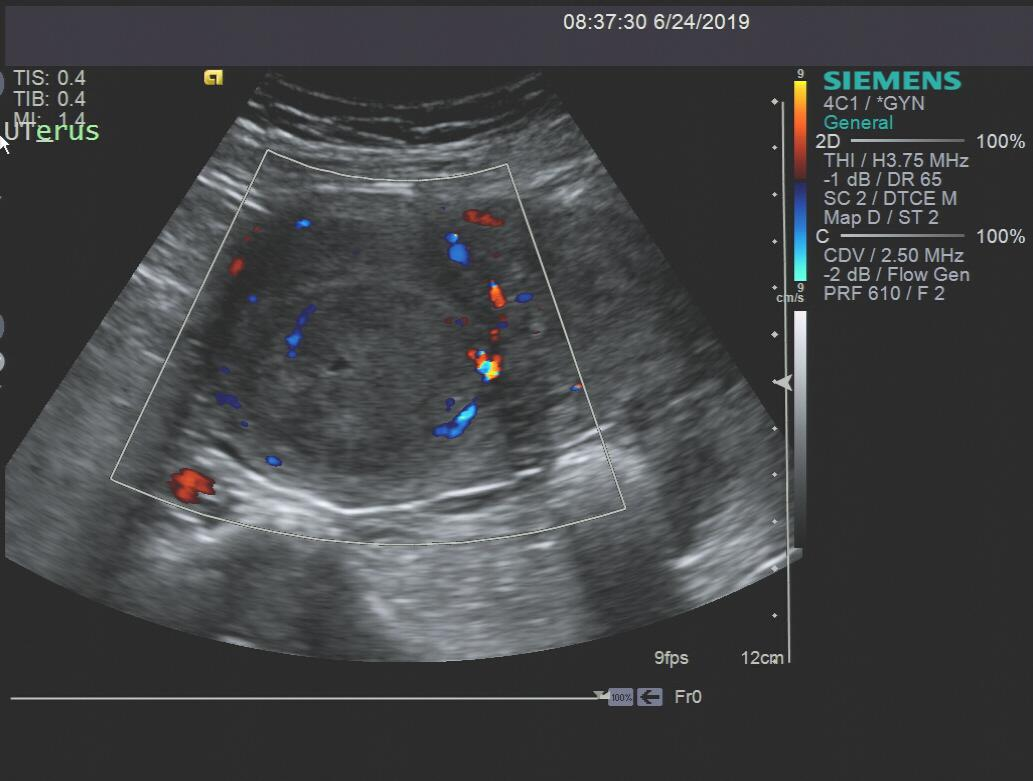 08:37:30 6/24/2019
TIS: 0.4
TIB: 0.4
MI: 1.4
UTerus
9
SIEMENS
4C1 / *GYN
General
2D 100%
THI / H3.75 MHz
-1 dB / DR 65
SC 2 / DTCE M
Map D / ST 2
C 100%
CDV / 2.50 MHz
-2 dB / Flow Gen
PRF 610 / F 2
9
cm/s
9fps 12cm
100% Fr0